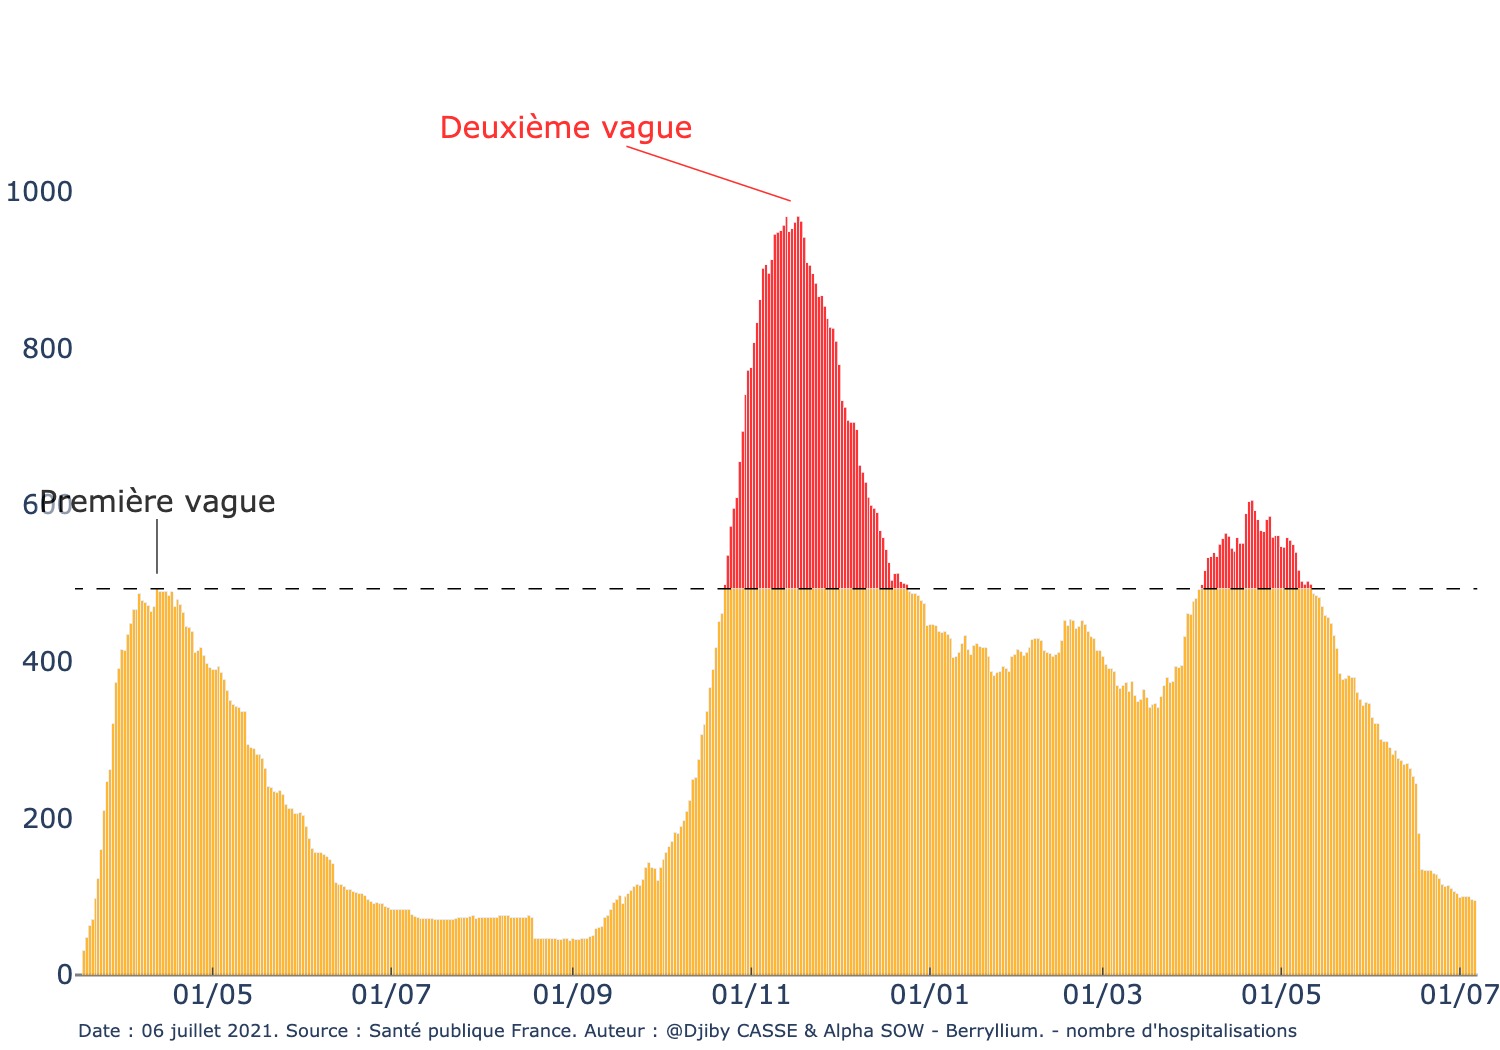 Deuxième vague
1000
800
600
Première vague
400
200
0
01/05 01/07 01/09 01/11 01/01 01/03 01/05 01/07
Date : 06 juillet 2021. Source : Santé publique France. Auteur : @Djiby CASSE & Alpha SOW - Berryllium. - nombre d'hospitalisations